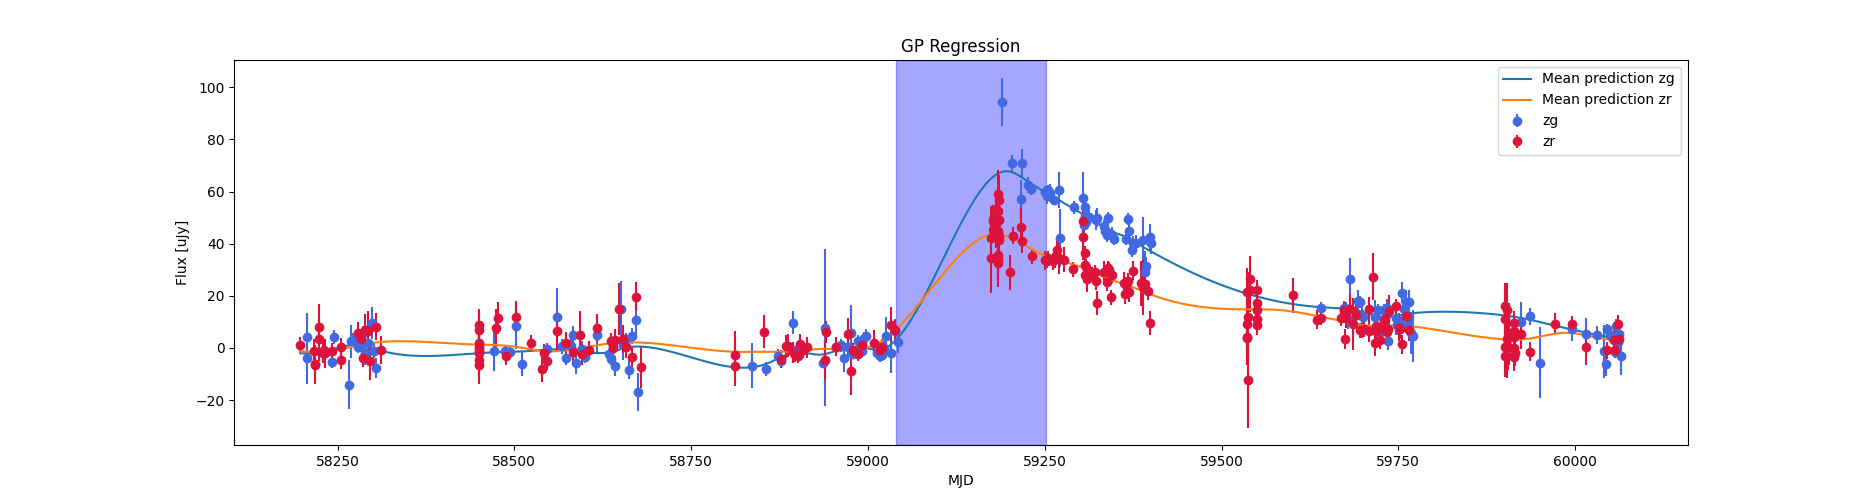 GP Regression
Mean prediction zg
Mean prediction zr
zg
zr
Flux [uJy]
100
80
60
40
20
0
−20
58250 58500 58750 59000 59250 59500 59750 60000
MJD